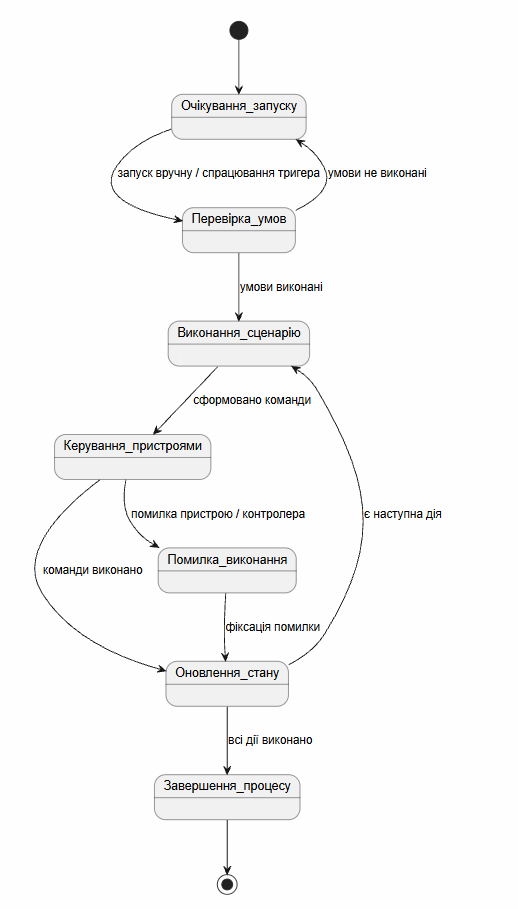 Очікування_запуску
запуск вручну / спрацювання тригера
умови не виконані
Перевірка_умов
умови виконані
Виконання_сценарію
сформовано команди
Керування_пристроями
помилка пристрою / контролера
є наступна дія
Помилка_виконання
команди виконано
фіксація помилки
Оновлення_стану
всі дії виконано
Завершення_процесу